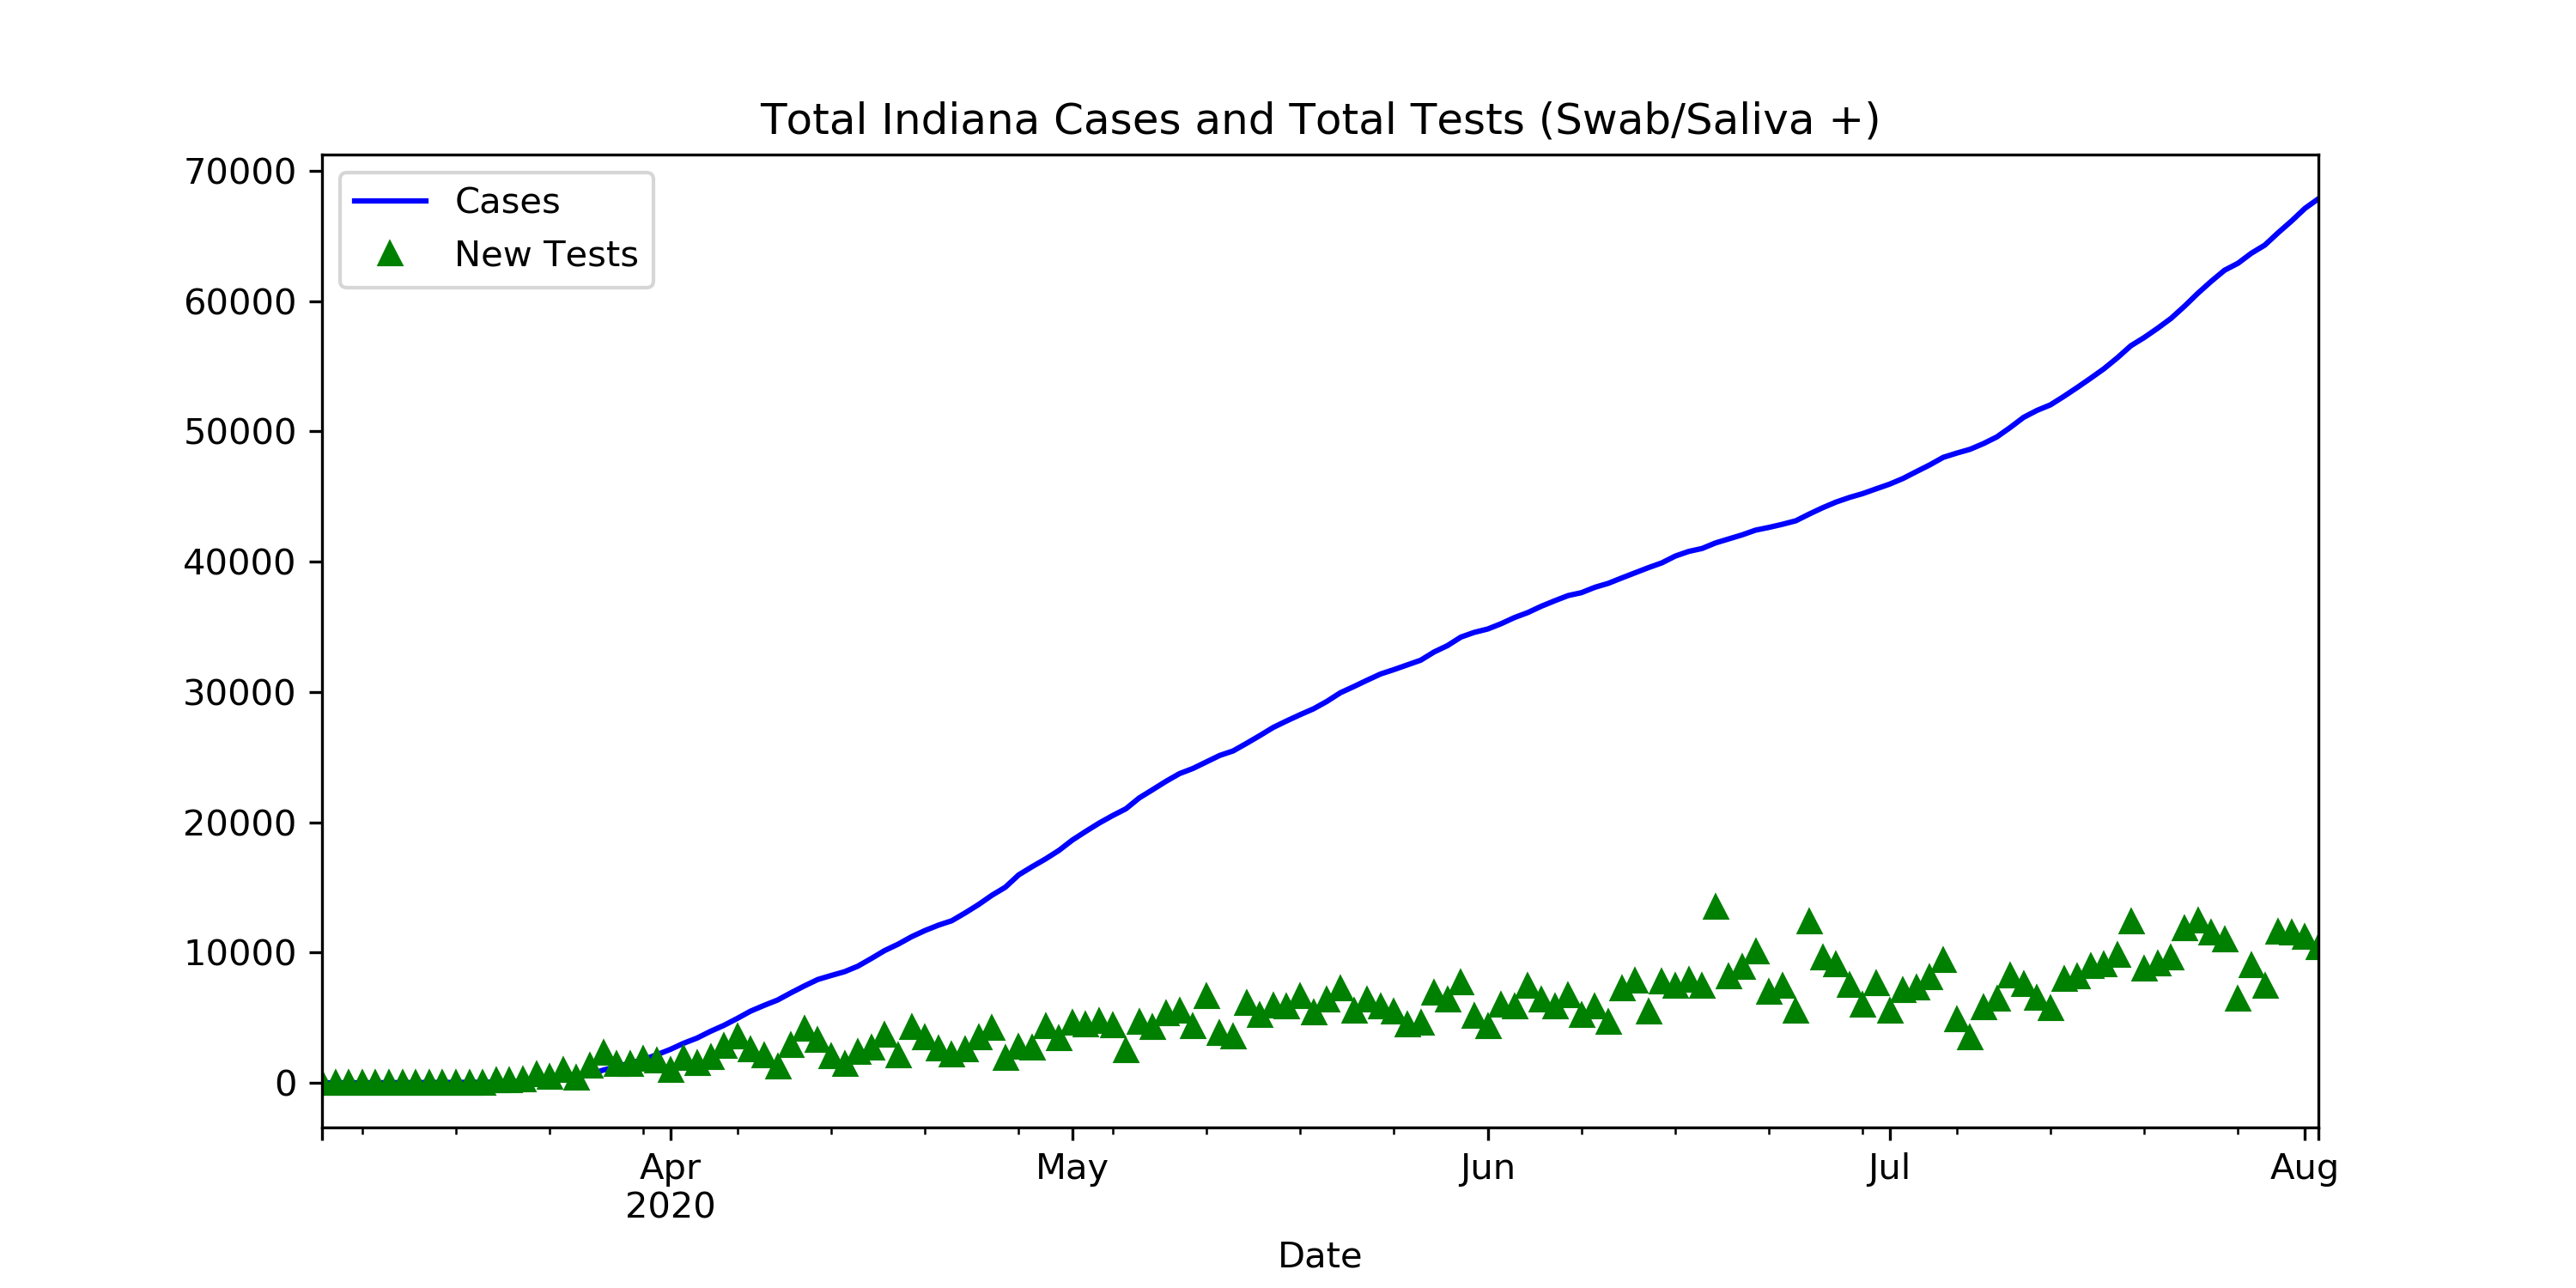 Total Indiana Cases and Total Tests (Swab/Saliva +)
70000
60000
50000
40000
30000
20000
10000
0
Cases
New Tests
Apr
2020
May
Jun
Jul
Aug
Date